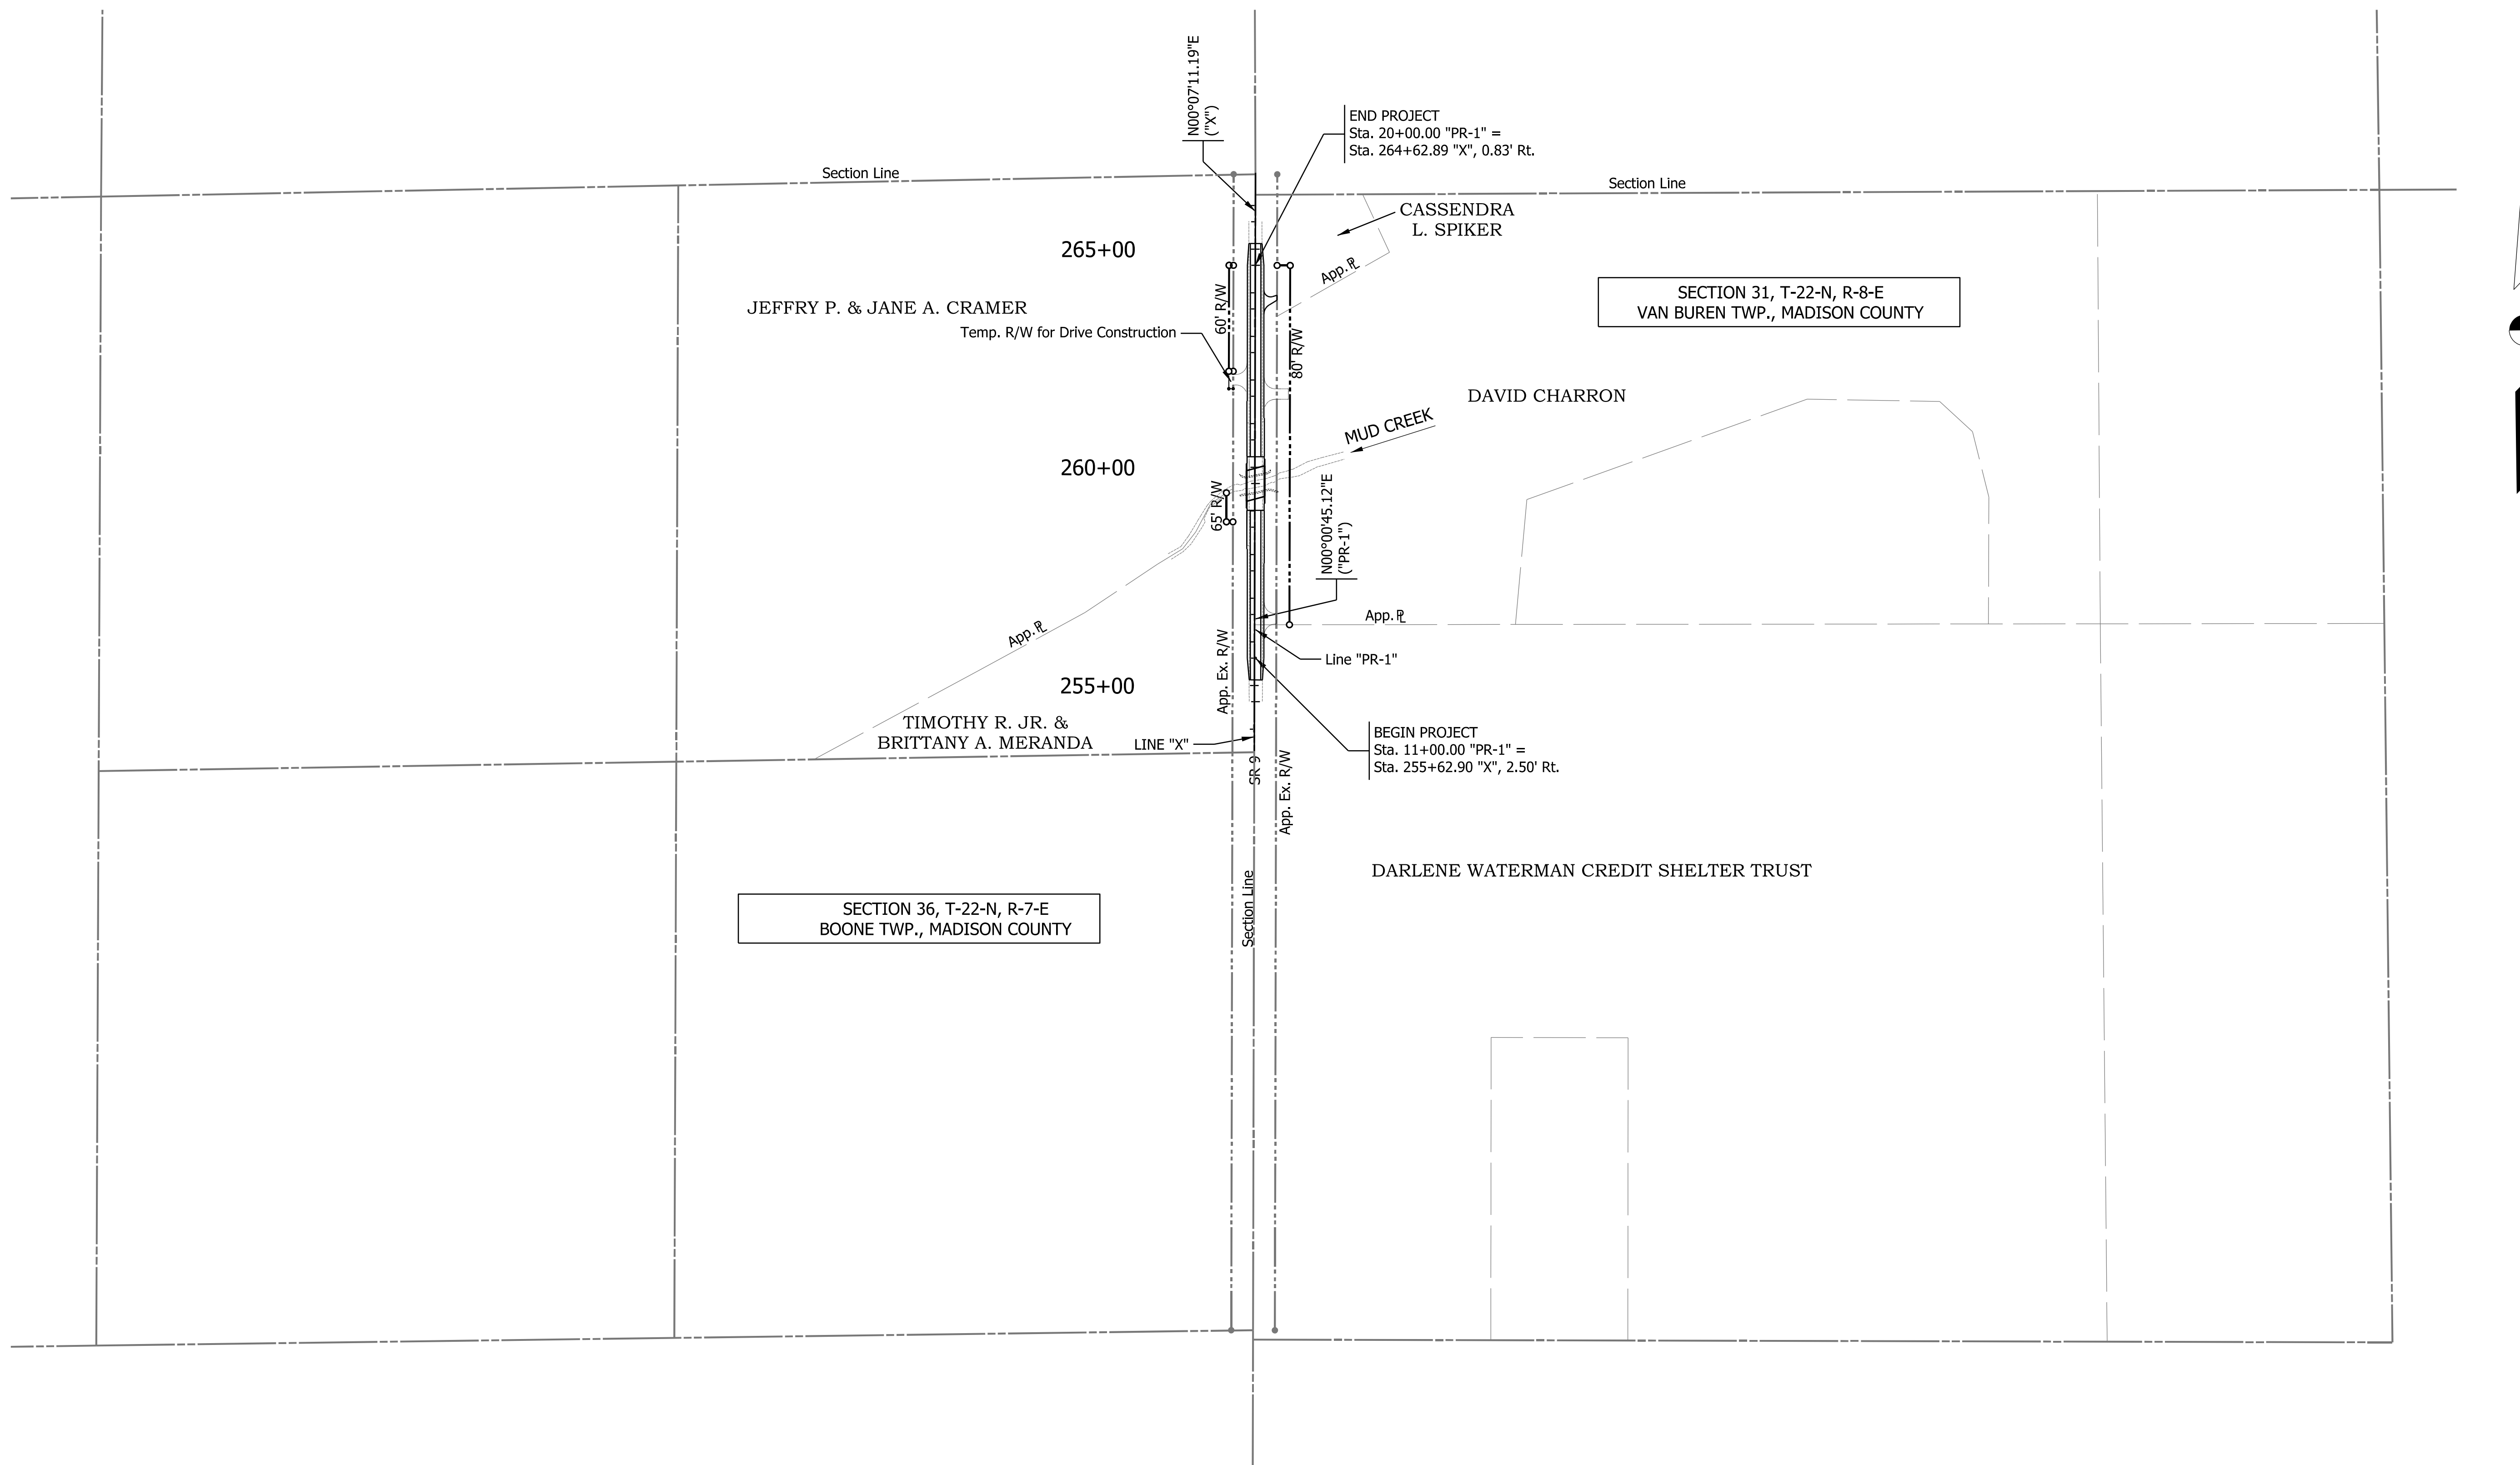 N00°07'11.19"E
("X")
END PROJECT
Sta. 20+00.00 "PR-1" =
Sta. 264+62.89 "X", 0.83' Rt.
Section Line
Section Line
CASSENDRA
L. SPIKER
265+00
App. PL
SECTION 31, T-22-N, R-8-E
VAN BUREN TWP., MADISON COUNTY
JEFFRY P. & JANE A. CRAMER
60' R/W
Temp. R/W for Drive Construction
80' R/W
DAVID CHARRON
MUD CREEK
260+00
65' R/W
N00°00'45.12"E
("PR-1")
App. PL
App. PL
Line "PR-1"
App. Ex. R/W
255+00
TIMOTHY R. JR. &
BRITTANY A. MERANDA
LINE "X"
BEGIN PROJECT
Sta. 11+00.00 "PR-1" =
Sta. 255+62.90 "X", 2.50' Rt.
SR 9
App. Ex. R/W
DARLENE WATERMAN CREDIT SHELTER TRUST
Section Line
SECTION 36, T-22-N, R-7-E
BOONE TWP., MADISON COUNTY